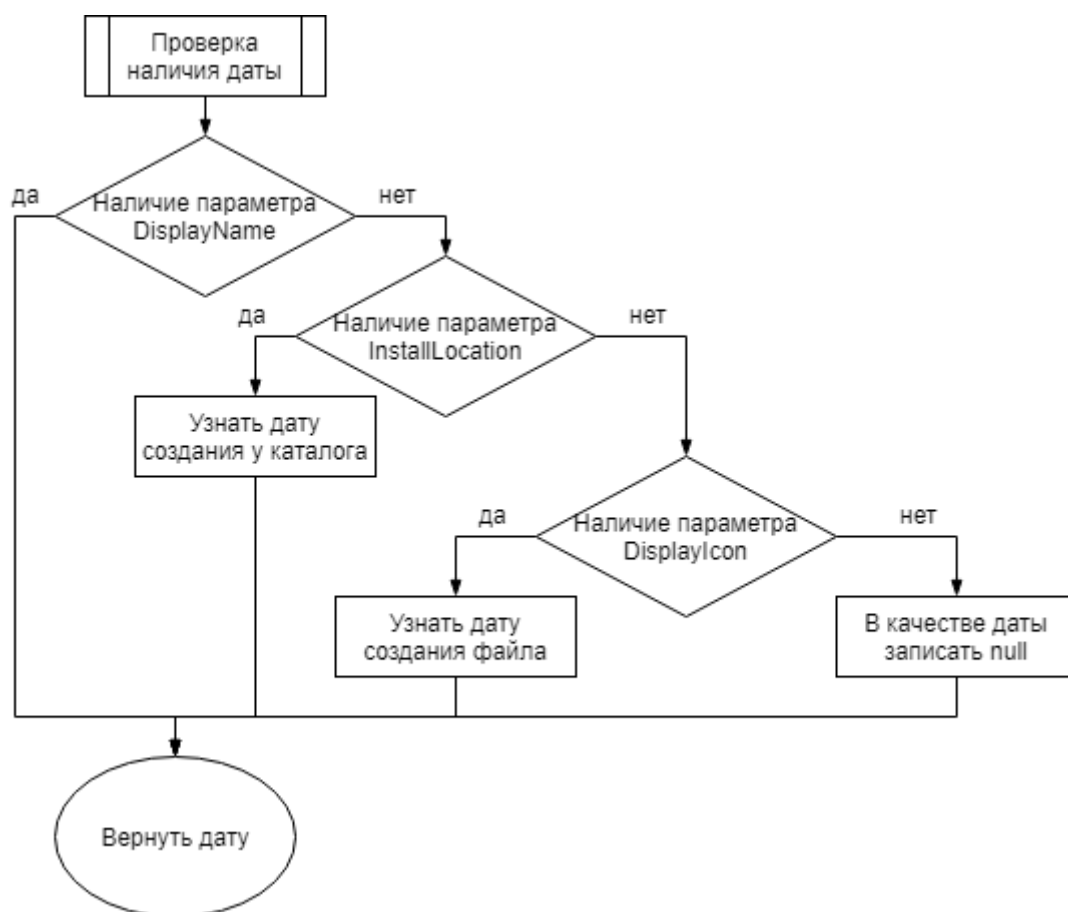 Проверка
наличия даты
да
нет
Наличие параметра
DisplayName
да
нет
Наличие параметра
InstallLocation
Узнать дату
создания у каталога
да
нет
Наличие параметра
DisplayIcon
Узнать дату
создания файла
В качестве даты
записать null
Вернуть дату